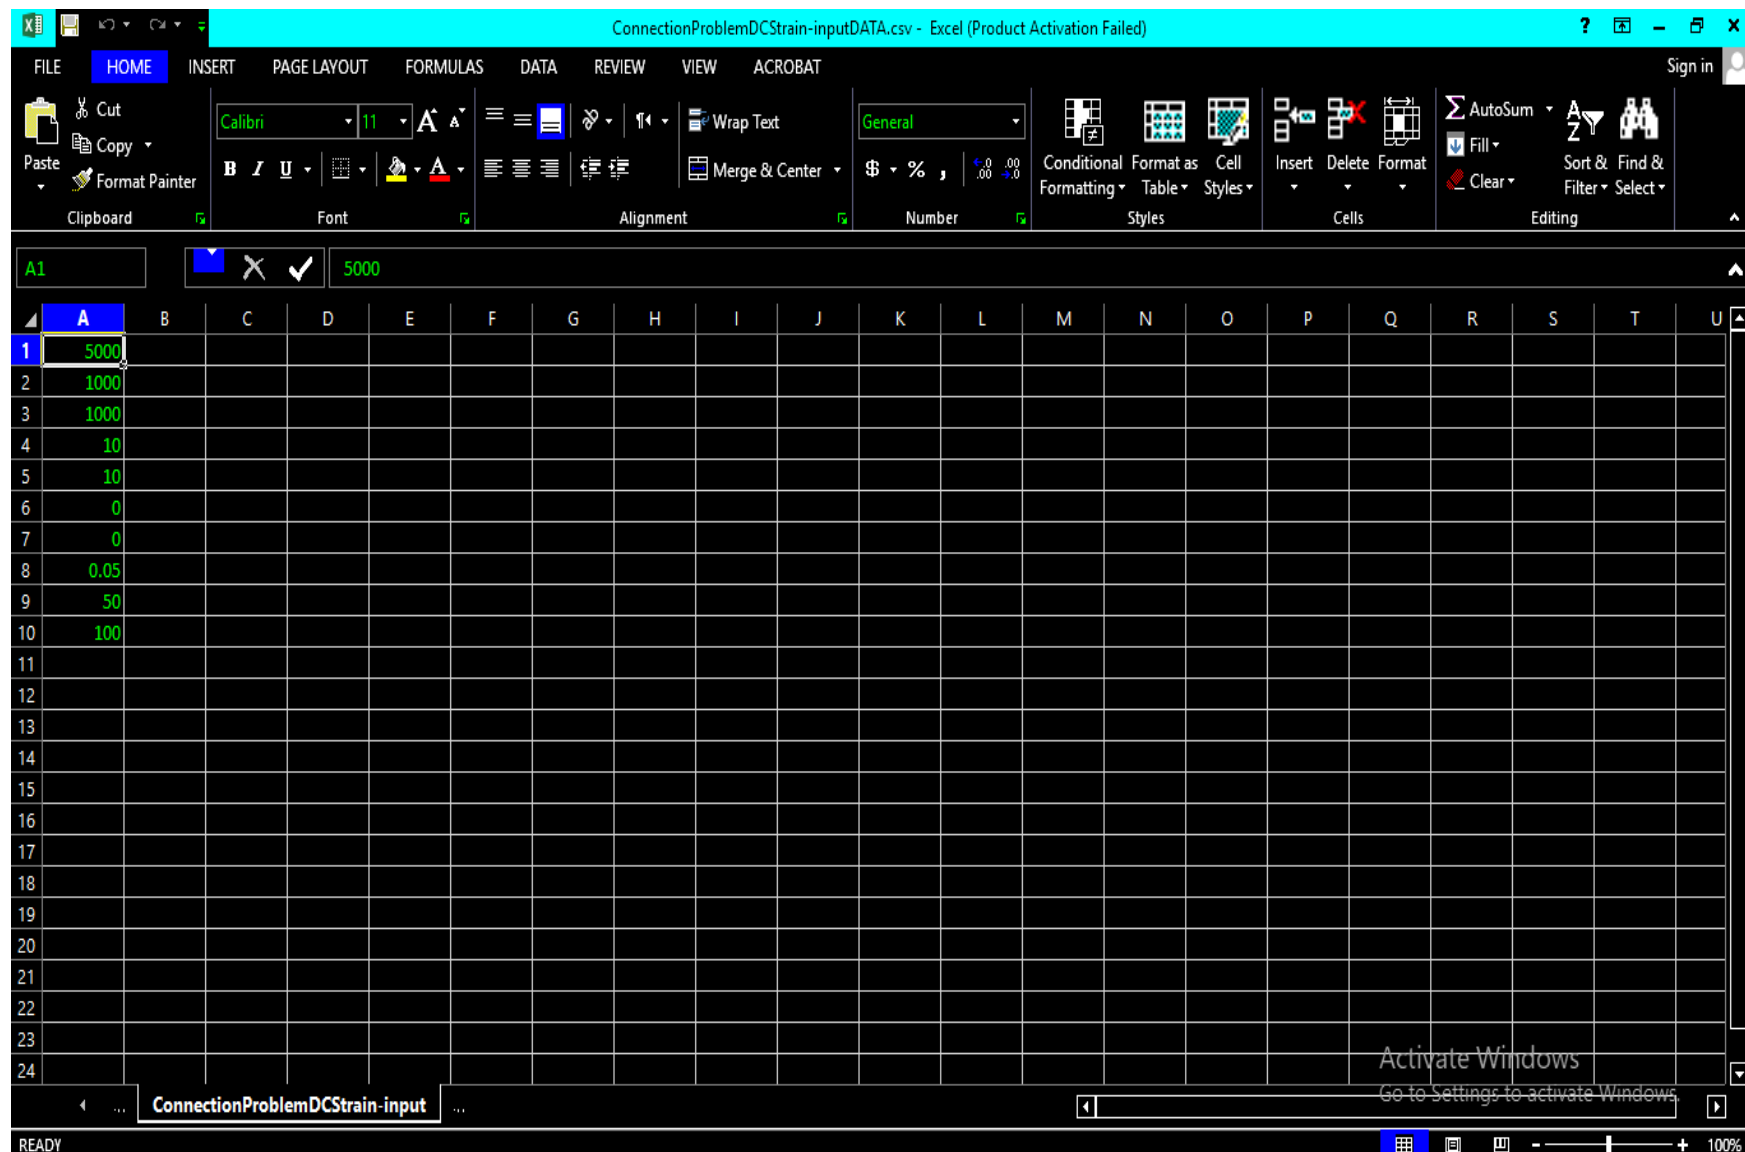 ConnectionProblemDCStrain-inputDATA.csv - Excel (Product Activation Failed)
FILE HOME INSERT PAGE LAYOUT FORMULAS DATA REVIEW VIEW ACROBAT Sign in
Cut
Copy
Format Painter
Paste
Clipboard
Calibri 11
B I U
Font
Wrap Text
Merge & Center
Alignment
General
$ % ,
Number
Conditional Formatting
Format as Table
Cell Styles
Styles
Insert Delete Format
Cells
AutoSum
Fill
Clear
Sort & Filter
Find & Select
Editing
A1 5000
A B C D E F G H I J K L M N O P Q R S T U
1 5000
2 1000
3 1000
4 10
5 10
6 0
7 0
8 0.05
9 50
10 100
11
12
13
14
15
16
17
18
19
20
21
22
23
24
Activate Windows
Go to Settings to activate Windows.
... ConnectionProblemDCStrain-input ...
READY 100%